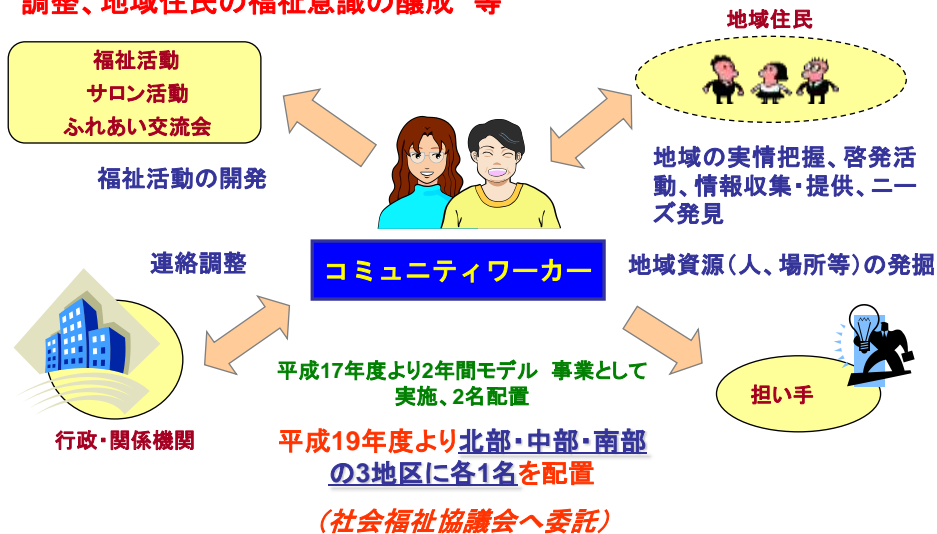 調整、地域住民の福祉意識の醸成 等
地域住民
福祉活動
サロン活動
ふれあい交流会
福祉活動の開発
地域の実情把握、啓発活
動、情報収集・提供、ニー
ズ発見
連絡調整
コミュニティワーカー
地域資源（人、場所等）の発掘
平成17年度より2年間モデル　事業として
実施、2名配置
担い手
行政・関係機関
平成19年度より北部・中部・南部
の3地区に各1名を配置
（社会福祉協議会へ委託）